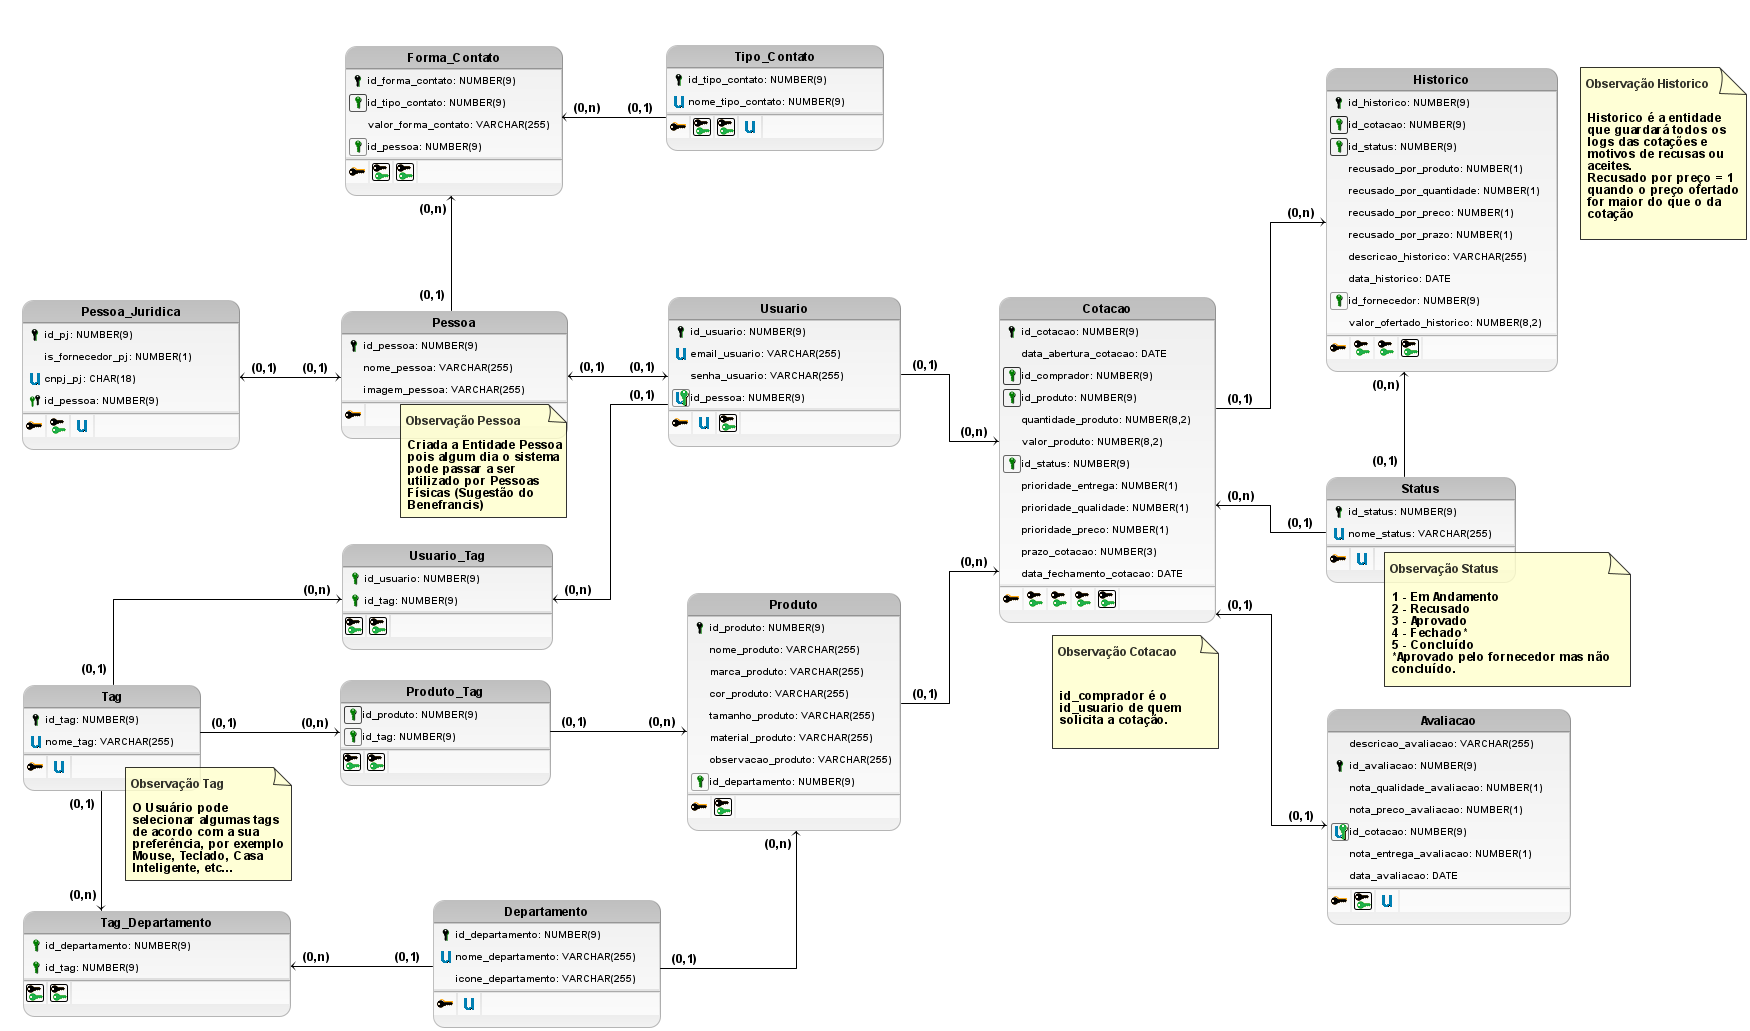 Forma_Contato
id_forma_contato: NUMBER(9)
id_tipo_contato: NUMBER(9)
valor_forma_contato: VARCHAR(255)
id_pessoa: NUMBER(9)
(0,n)
(0,1)
Tipo_Contato
id_tipo_contato: NUMBER(9)
nome_tipo_contato: NUMBER(9)
(0,n)
(0,1)
Historico
id_historico: NUMBER(9)
id_cotacao: NUMBER(9)
id_status: NUMBER(9)
recusado_por_produto: NUMBER(1)
recusado_por_quantidade: NUMBER(1)
recusado_por_preco: NUMBER(1)
recusado_por_prazo: NUMBER(1)
descricao_historico: VARCHAR(255)
data_historico: DATE
id_fornecedor: NUMBER(9)
valor_ofertado_historico: NUMBER(8,2)
Observação Historico
Historico é a entidade
que guardará todos os
logs das cotações e
motivos de recusas ou
aceites.
Recusado por preço = 1
quando o preço ofertado
for maior do que o da
cotação
Pessoa_Juridica
id_pj: NUMBER(9)
is_fornecedor_pj: NUMBER(1)
cnpj_pj: CHAR(18)
id_pessoa: NUMBER(9)
(0,1)
(0,1)
Pessoa
id_pessoa: NUMBER(9)
nome_pessoa: VARCHAR(255)
imagem_pessoa: VARCHAR(255)
Observação Pessoa
Criada a Entidade Pessoa
pois algum dia o sistema
pode passar a ser
utilizado por Pessoas
Físicas (Sugestão do
Benefrancis)
(0,1)
(0,1)
(0,1)
Usuario
id_usuario: NUMBER(9)
email_usuario: VARCHAR(255)
senha_usuario: VARCHAR(255)
id_pessoa: NUMBER(9)
(0,1)
(0,n)
Cotacao
id_cotacao: NUMBER(9)
data_abertura_cotacao: DATE
id_comprador: NUMBER(9)
id_produto: NUMBER(9)
quantidade_produto: NUMBER(8,2)
valor_produto: NUMBER(8,2)
id_status: NUMBER(9)
prioridade_entrega: NUMBER(1)
prioridade_qualidade: NUMBER(1)
prioridade_preco: NUMBER(1)
prazo_cotacao: NUMBER(3)
data_fechamento_cotacao: DATE
(0,n)
(0,1)
(0,n)
(0,1)
(0,n)
(0,1)
Status
id_status: NUMBER(9)
nome_status: VARCHAR(255)
Observação Status
1 - Em Andamento
2 - Recusado
3 - Aprovado
4 - Fechado*
5 - Concluído
*Aprovado pelo fornecedor mas não
concluído.
Usuario_Tag
id_usuario: NUMBER(9)
id_tag: NUMBER(9)
(0,n)
(0,n)
(0,1)
(0,n)
(0,1)
Observação Cotacao
id_comprador é o
id_usuario de quem
solicita a cotação.
Produto
id_produto: NUMBER(9)
nome_produto: VARCHAR(255)
marca_produto: VARCHAR(255)
cor_produto: VARCHAR(255)
tamanho_produto: VARCHAR(255)
material_produto: VARCHAR(255)
observacao_produto: VARCHAR(255)
id_departamento: NUMBER(9)
(0,1)
(0,n)
Tag
id_tag: NUMBER(9)
nome_tag: VARCHAR(255)
(0,1)
(0,n)
Produto_Tag
id_produto: NUMBER(9)
id_tag: NUMBER(9)
(0,1)
(0,n)
Observação Tag
O Usuário pode
selecionar algumas tags
de acordo com a sua
preferência, por exemplo
Mouse, Teclado, Casa
Inteligente, etc...
(0,1)
(0,n)
Avaliacao
descricao_avaliacao: VARCHAR(255)
id_avaliacao: NUMBER(9)
nota_qualidade_avaliacao: NUMBER(1)
nota_preco_avaliacao: NUMBER(1)
id_cotacao: NUMBER(9)
nota_entrega_avaliacao: NUMBER(1)
data_avaliacao: DATE
(0,1)
Tag_Departamento
id_departamento: NUMBER(9)
id_tag: NUMBER(9)
(0,n)
(0,1)
Departamento
id_departamento: NUMBER(9)
nome_departamento: VARCHAR(255)
icone_departamento: VARCHAR(255)
(0,1)